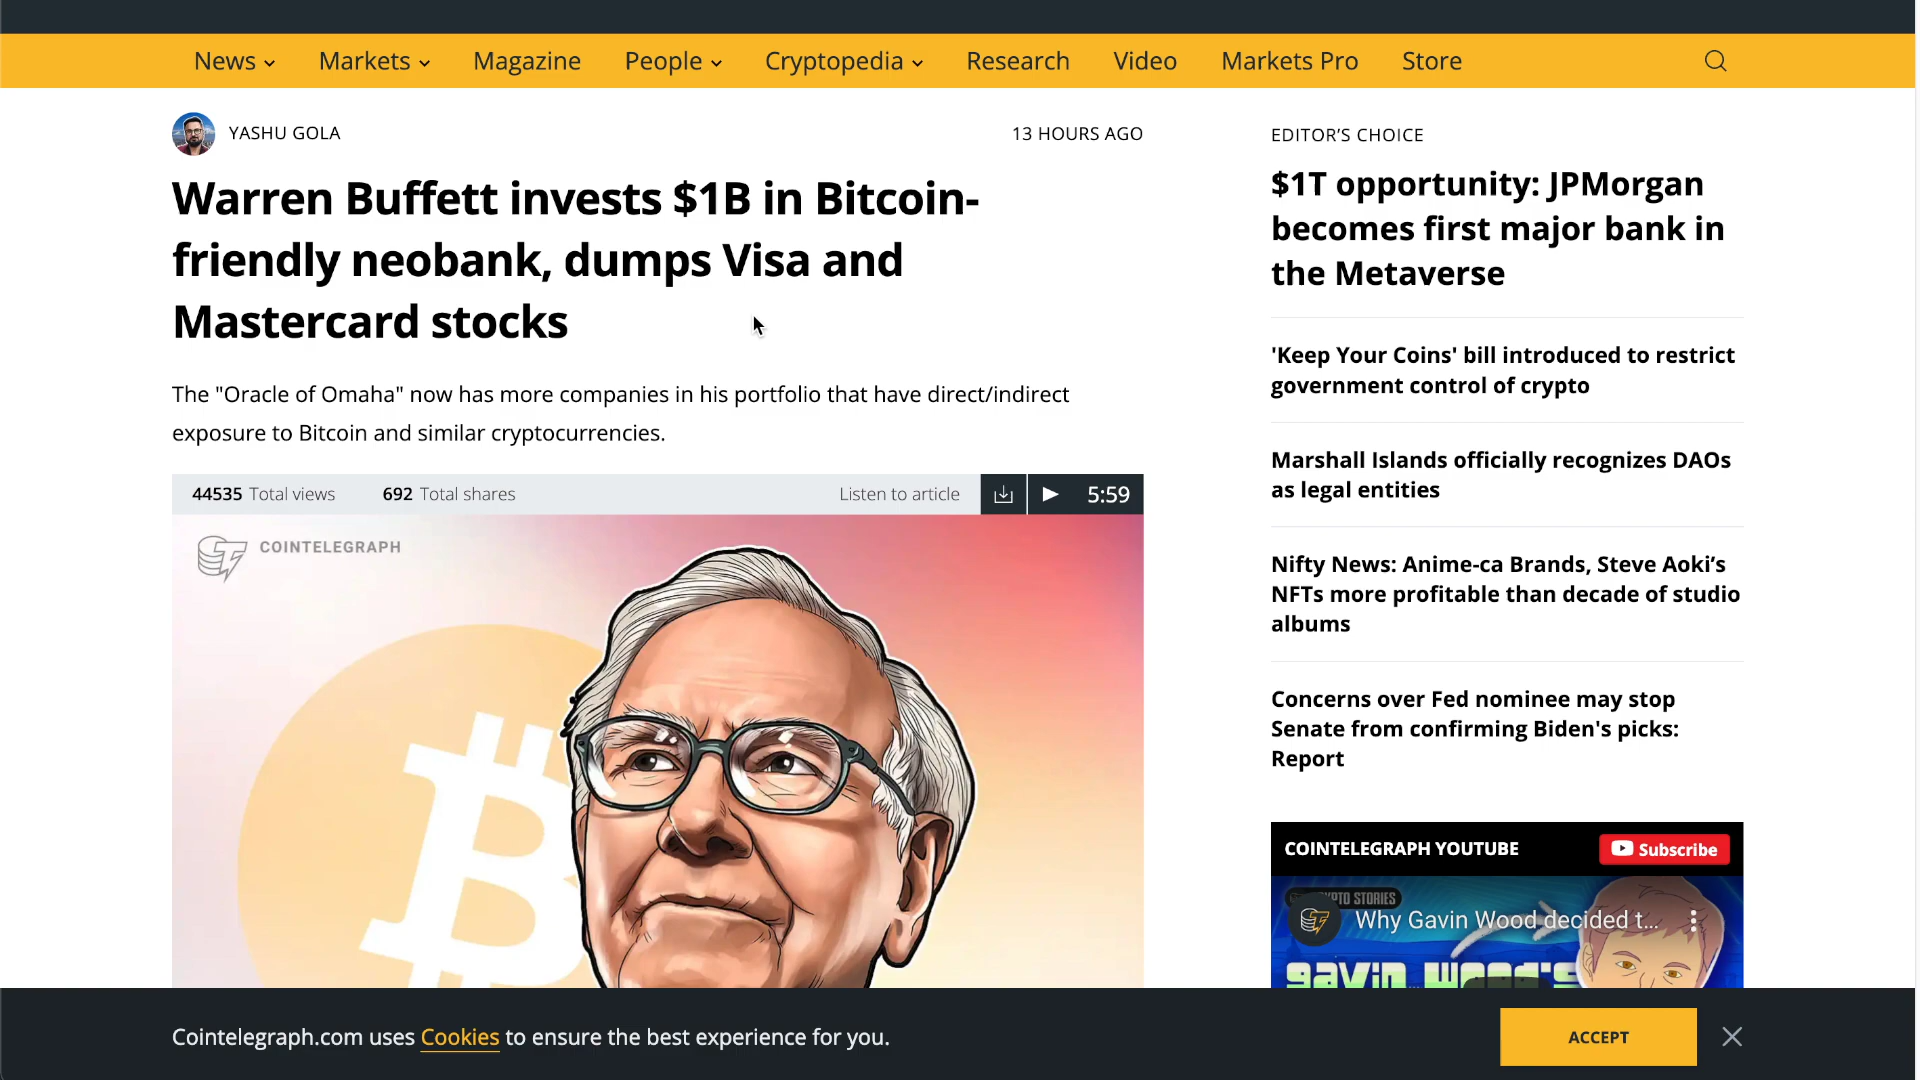 News Markets Magazine People Cryptopedia Research Video Markets Pro Store
YASHU GOLA
13 HOURS AGO
Warren Buffett invests $1B in Bitcoin-
friendly neobank, dumps Visa and
Mastercard stocks
The "Oracle of Omaha" now has more companies in his portfolio that have direct/indirect
exposure to Bitcoin and similar cryptocurrencies.
44535 Total views 692 Total shares Listen to article 5:59
COINTELEGRAPH
EDITOR’S CHOICE
$1T opportunity: JPMorgan
becomes first major bank in
the Metaverse
'Keep Your Coins' bill introduced to restrict
government control of crypto
Marshall Islands officially recognizes DAOs
as legal entities
Nifty News: Anime-ca Brands, Steve Aoki’s
NFTs more profitable than decade of studio
albums
Concerns over Fed nominee may stop
Senate from confirming Biden's picks:
Report
COINTELEGRAPH YOUTUBE Subscribe
STORIES
Why Gavin Wood decided t...
gavin wood's
Cointelegraph.com uses Cookies to ensure the best experience for you.
ACCEPT